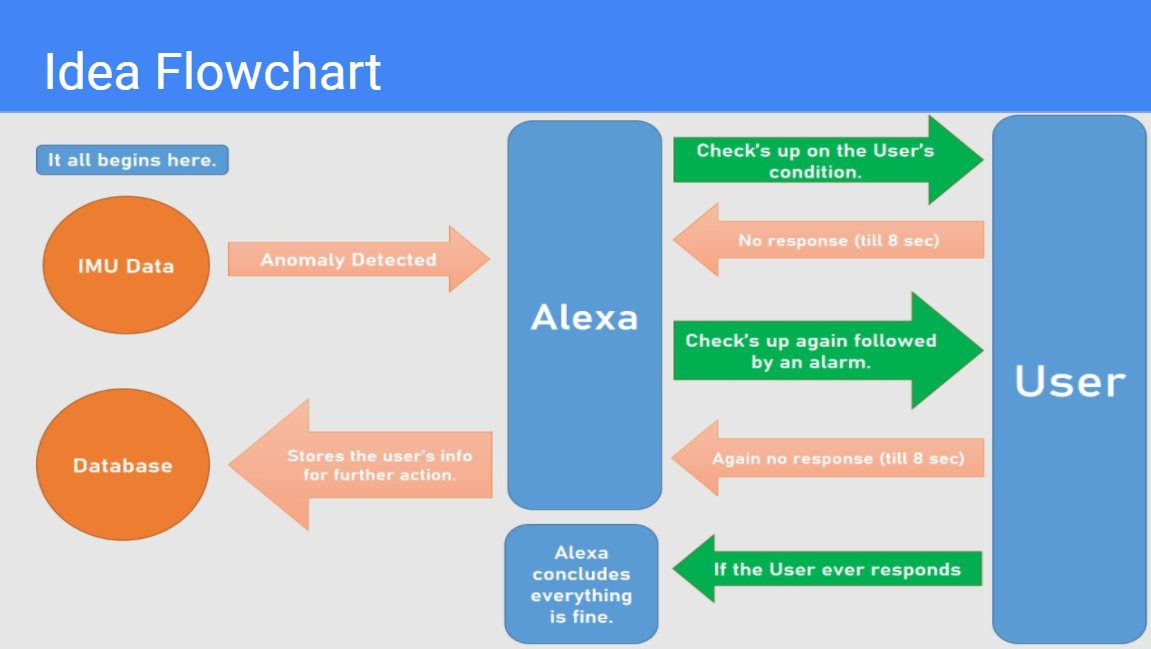 Idea Flowchart
It all begins here.
IMU Data
Anomaly Detected
Alexa
Check's up on the User's
condition.
No response (till 8 sec)
Check's up again followed
by an alarm.
User
Again no response (till 8 sec)
Database
Stores the user's info
for further action.
Alexa
concludes
everything
is fine.
If the User ever responds